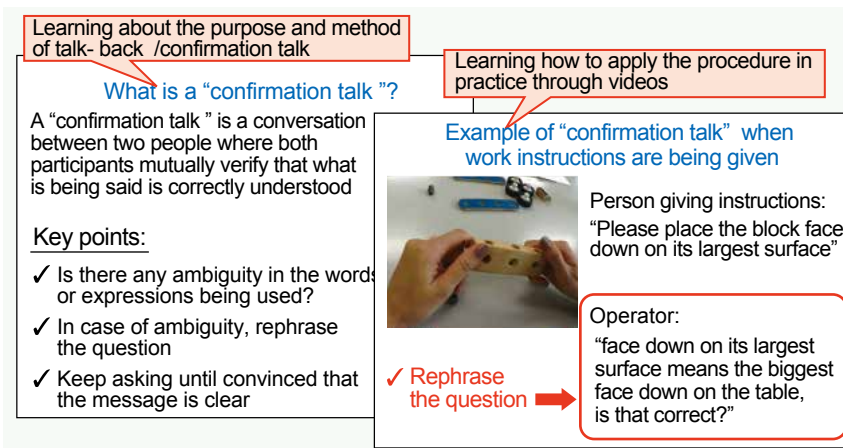 Learning about the purpose and method
of talk- back /confirmation talk
What is a “confirmation talk ”?
A “confirmation talk ” is a conversation
between two people where both
participants mutually verify that what
is being said is correctly understood
Key points:
✓ Is there any ambiguity in the words
or expressions being used?
✓ In case of ambiguity, rephrase
the question
✓ Keep asking until convinced that
the message is clear
Learning how to apply the procedure in
practice through videos
Example of “confirmation talk” when
work instructions are being given
Person giving instructions:
“Please place the block face
down on its largest surface”
✓ Rephrase
the question
Operator:
“face down on its largest
surface means the biggest
face down on the table,
is that correct?”